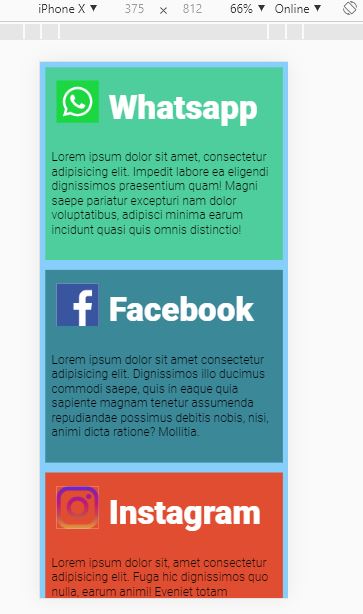 iPhone X ▼ 375 × 812 66% ▼ Online ▼
Whatsapp
Lorem ipsum dolor sit amet, consectetur
adipisicing elit. Impedit labore ea eligendi
dignissimos praesentium quam! Magni
saepe pariatur excepturi nam dolor
voluptatibus, adipisci minima earum
incidunt quasi quis omnis distinctio!
Facebook
Lorem ipsum dolor sit amet consectetur
adipisicing elit. Dignissimos illo ducimus
commodi saepe, quis in eaque quia
sapiente magnam tenetur assumenda
repudiandae possimus debitis nobis, nisi,
animi dicta ratione? Mollitia.
Instagram
Lorem ipsum dolor sit, amet consectetur
adipisicing elit. Fuga hic dignissimos quo
nulla, earum animi! Eveniet totam